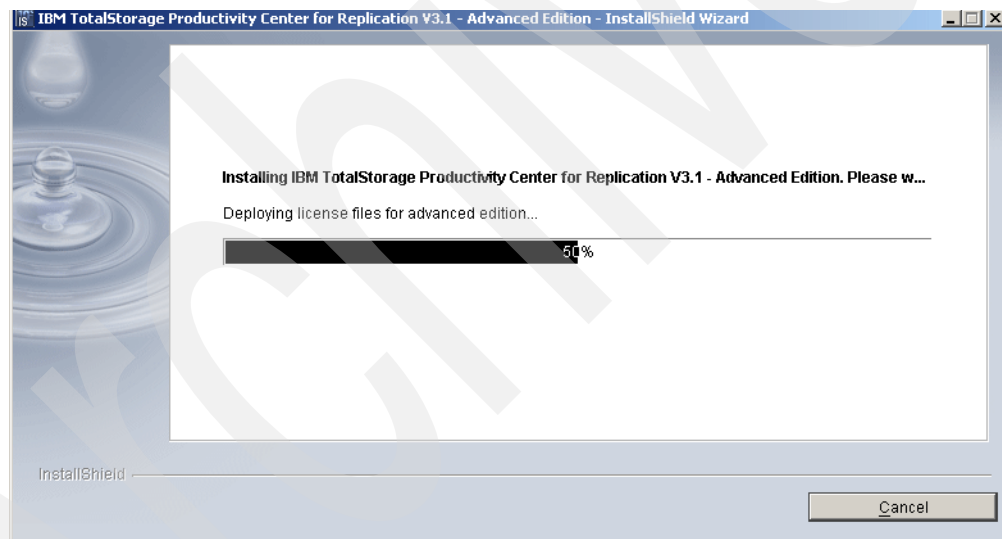 IBM TotalStorage Productivity Center for Replication V3.1 - Advanced Edition - InstallShield Wizard
Installing IBM TotalStorage Productivity Center for Replication V3.1 - Advanced Edition. Please w...
Deploying license files for advanced edition...
50%
InstallShield
Cancel